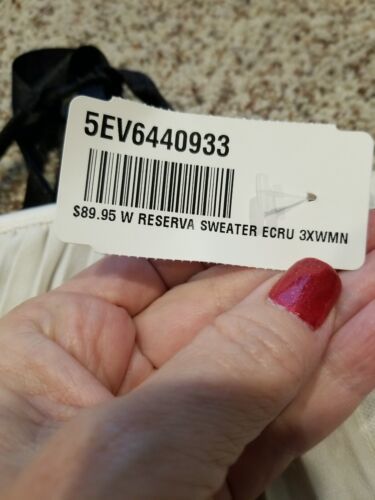 5EV6440933
$89.95 W RESERVA SWEATER ECRU 3XWMN